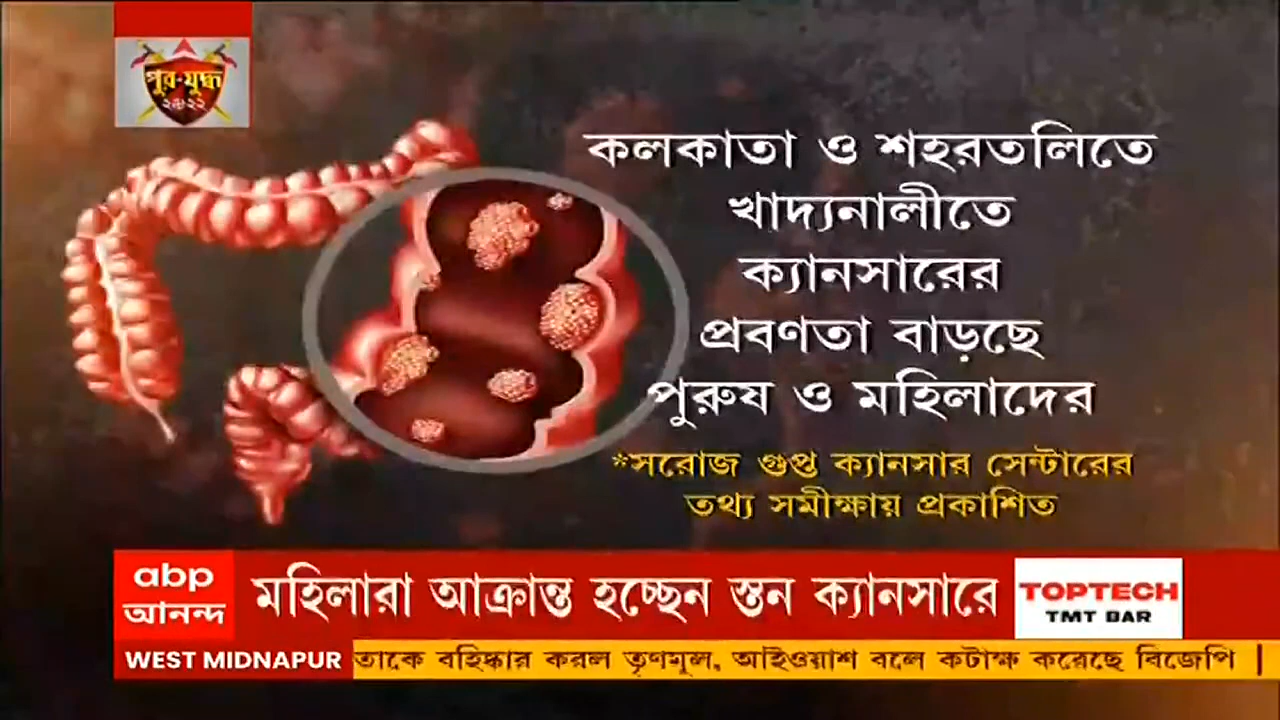 পুর-যুদ্ধ
২০২২
কলকাতা ও শহরতলিতে
খাদ্যনালীতে
ক্যানসারের
প্রবণতা বাড়ছে
পুরুষ ও মহিলাদের
*সরোজ গুপ্ত ক্যানসার সেন্টারের
তথ্য সমীক্ষায় প্রকাশিত
abp
আনন্দ
মহিলারা আক্রান্ত হচ্ছেন স্তন ক্যানসারে
TOPTECH
TMT BAR
WEST MIDNAPUR
তাকে বহিষ্কার করল তৃণমূল, আইওয়াশ বলে কটাক্ষ করেছে বিজেপি |